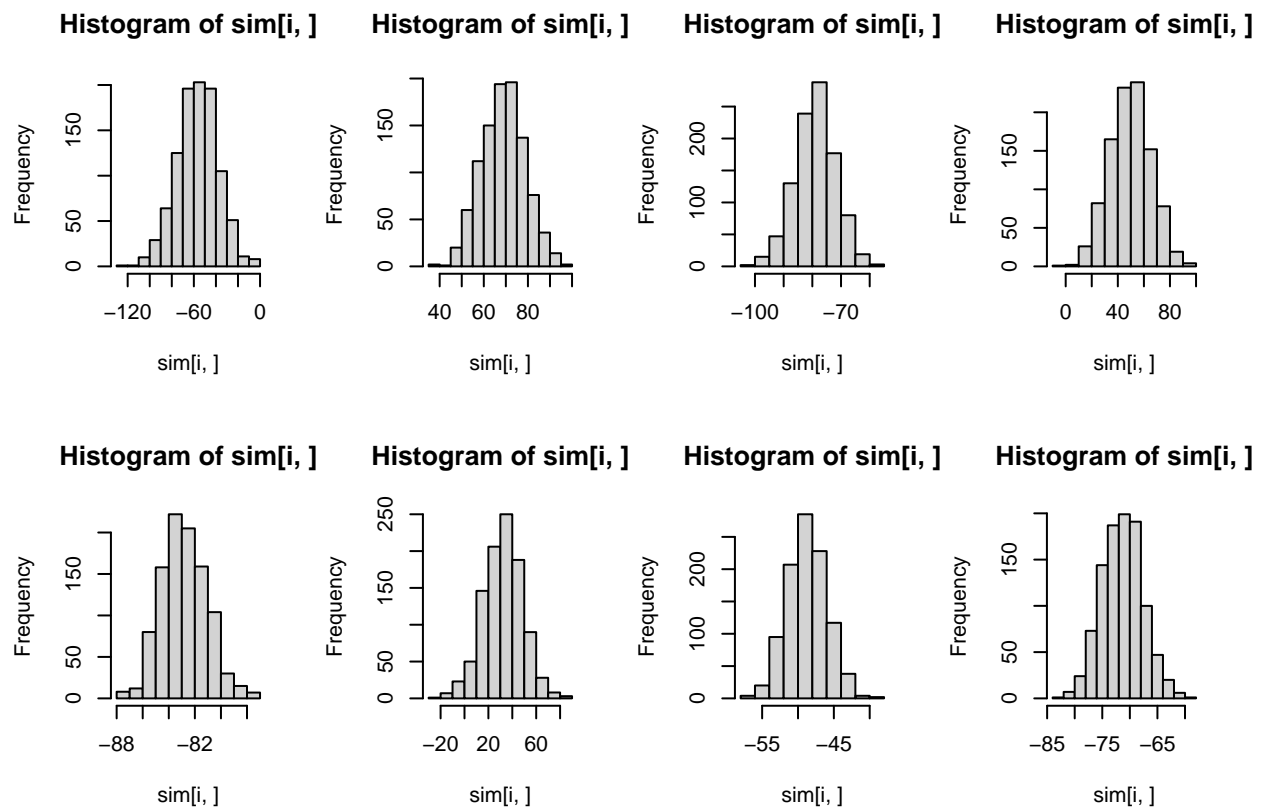 Histogram of sim[i, ]
Frequency
0
50
150
−120
−60
0
sim[i, ]
Histogram of sim[i, ]
Frequency
0
50
150
40
60
80
sim[i, ]
Histogram of sim[i, ]
Frequency
0
100
200
−100
−70
sim[i, ]
Histogram of sim[i, ]
Frequency
0
50
150
0
40
80
sim[i, ]
Histogram of sim[i, ]
Frequency
0
50
150
−88
−82
sim[i, ]
Histogram of sim[i, ]
Frequency
0
50
150
250
−20
20
60
sim[i, ]
Histogram of sim[i, ]
Frequency
0
100
200
−55
−45
sim[i, ]
Histogram of sim[i, ]
Frequency
0
50
150
−85
−75
−65
sim[i, ]